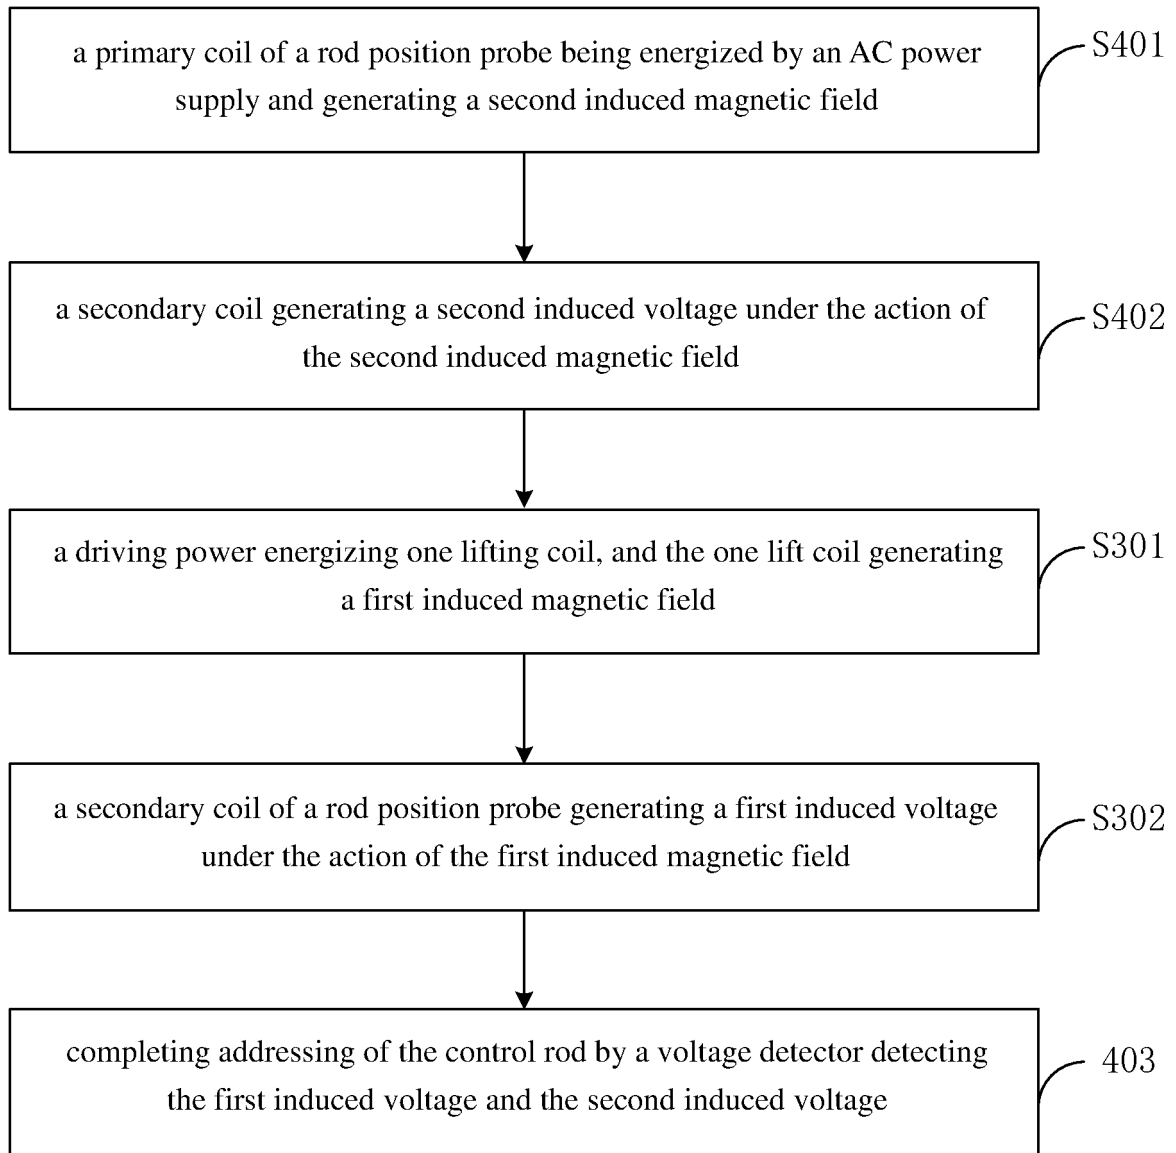 a primary coil of a rod position probe being energized by an AC power
supply and generating a second induced magnetic field
S401
a secondary coil generating a second induced voltage under the action of
the second induced magnetic field
S402
a driving power energizing one lifting coil, and the one lift coil generating
a first induced magnetic field
S301
a secondary coil of a rod position probe generating a first induced voltage
under the action of the first induced magnetic field
S302
completing addressing of the control rod by a voltage detector detecting
the first induced voltage and the second induced voltage
403